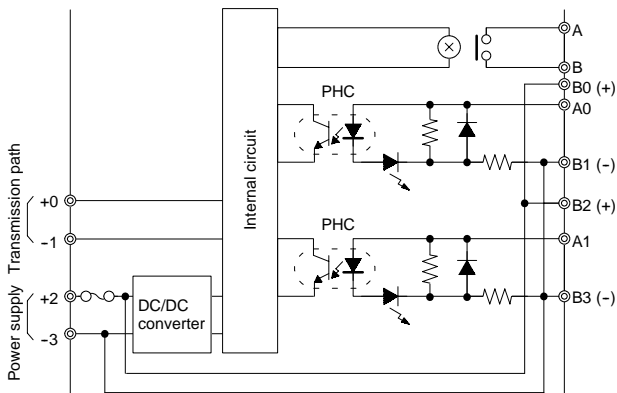 A
B
B0 (+)
PHC
A0
Internal circuit
B1 (−)
Transmission path
+0
B2 (+)
−1
PHC
A1
Power supply
+2
DC/DC
converter
B3 (−)
−3